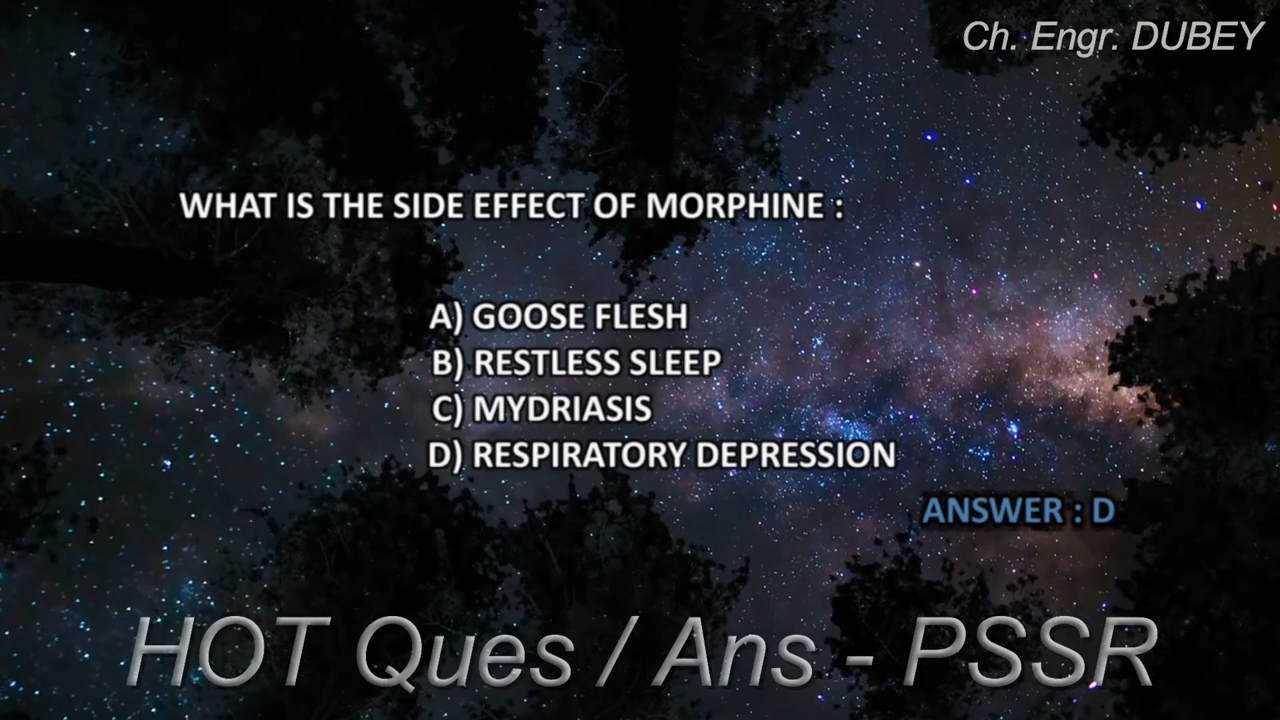 Ch. Engr. DUBEY
WHAT IS THE SIDE EFFECT OF MORPHINE :
A) GOOSE FLESH
B) RESTLESS SLEEP
C) MYDRIASIS
D) RESPIRATORY DEPRESSION
ANSWER : D
HOT Ques / Ans - PSSR